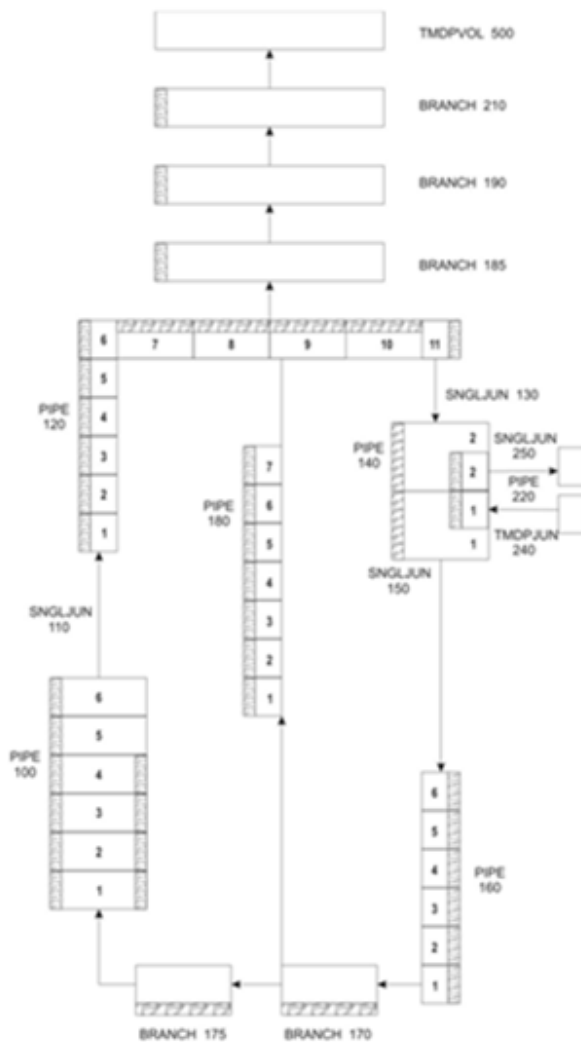 TMDPVOL 500
BRANCH 210
BRANCH 190
BRANCH 185
6
7
8
9
10
11
5
4
3
2
1
PIPE
120
SNGLJUN 130
PIPE
140
2
2
1
1
SNGLJUN
250
PIPE
220
TMDPJUN
240
PIPE
180
7
6
5
4
3
2
1
SNGLJUN
150
SNGLJUN
110
PIPE
100
6
5
4
3
2
1
6
5
4
3
2
1
PIPE
160
BRANCH 175
BRANCH 170